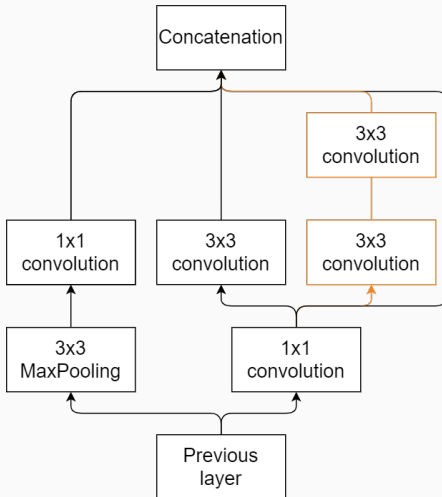 Concatenation
3x3
convolution
1x1
convolution
3x3
convolution
3x3
convolution
3x3
MaxPooling
1x1
convolution
Previous
layer